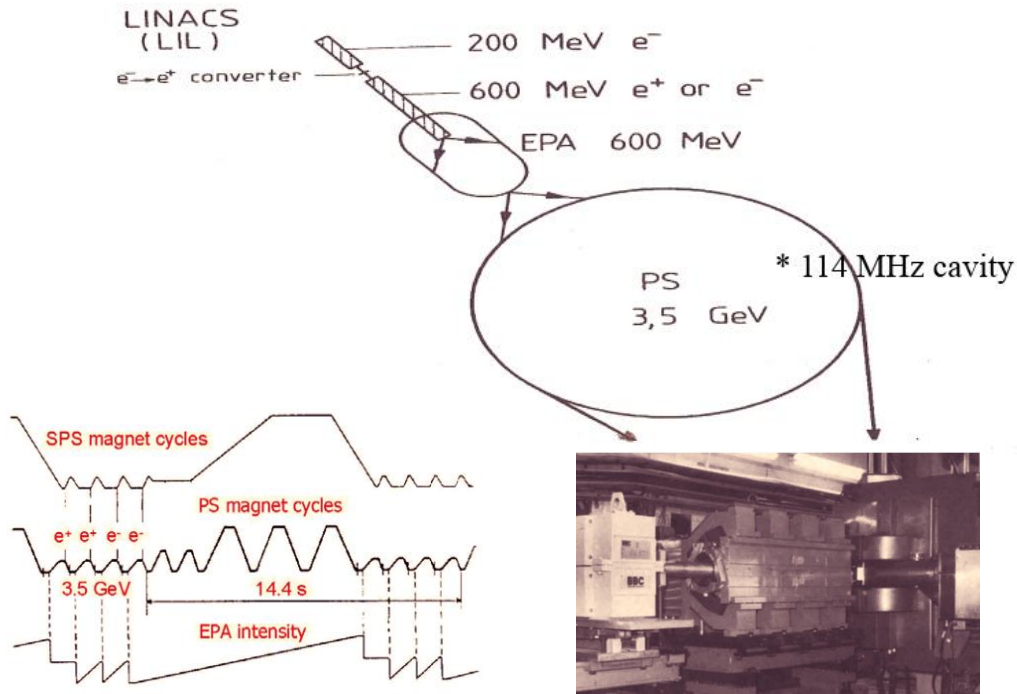 LINACS
(LIL)
200 MeV e⁻
e⁻→e⁺ converter
600 MeV e⁺ or e⁻
EPA 600 MeV
* 114 MHz cavity
PS
3,5 GeV
SPS magnet cycles
PS magnet cycles
e⁺ e⁺ e⁻ e⁻
3.5 GeV
14.4 s
EPA intensity
BBC